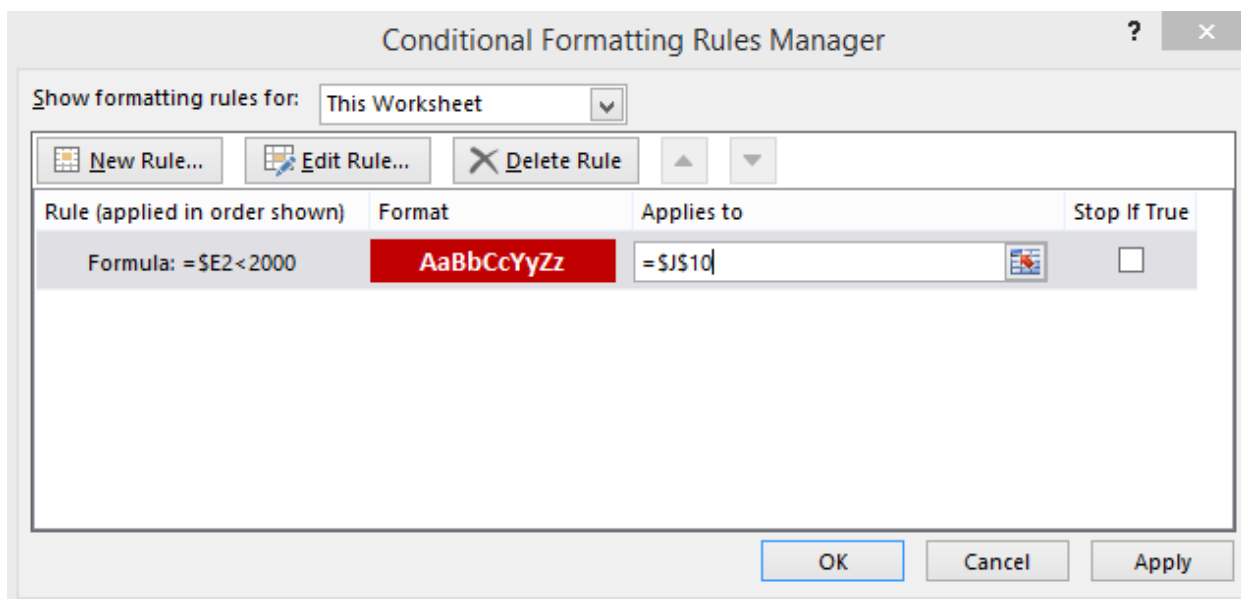 Conditional Formatting Rules Manager ? ×
Show formatting rules for: This Worksheet
New Rule... Edit Rule... Delete Rule
Rule (applied in order shown) Format Applies to Stop If True
Formula: =$E2<2000 AaBbCcYyZz =$J$10
OK Cancel Apply